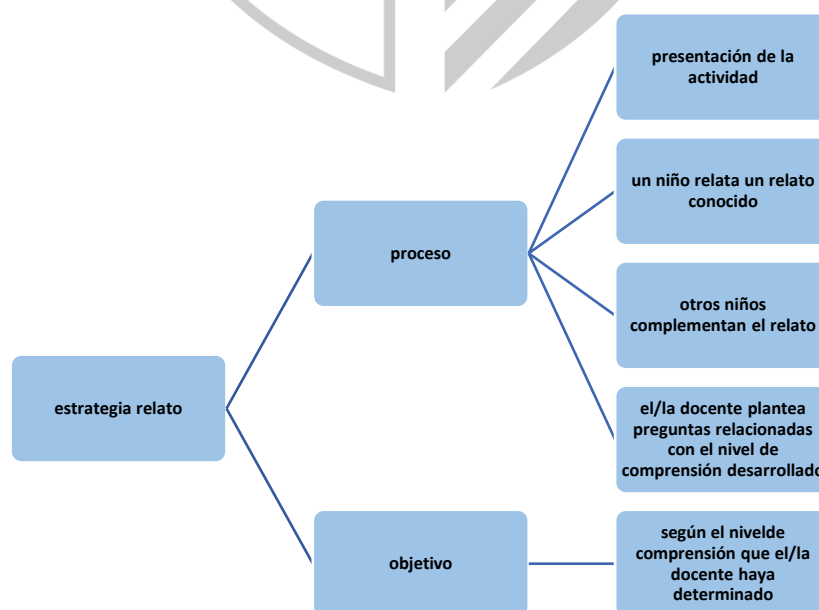 presentación de la
actividad
un niño relata un relato
conocido
proceso
otros niños
complementan el relato
estrategia relato
el/la docente plantea
preguntas relacionadas
con el nivel de
comprensión desarrollado
objetivo
según el nivelde
comprensión que el/la
docente haya
determinado